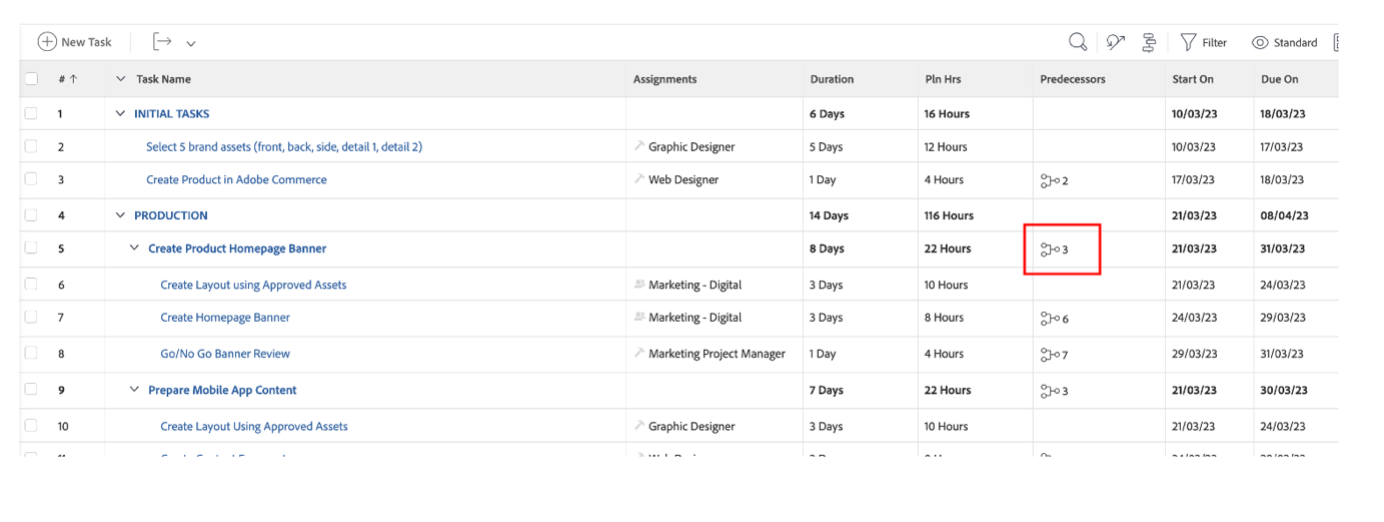 New Task Filter Standard
# ↑ Task Name Assignments Duration Pln Hrs Predecessors Start On Due On
1 INITIAL TASKS 6 Days 16 Hours 10/03/23 18/03/23
2 Select 5 brand assets (front, back, side, detail 1, detail 2) Graphic Designer 5 Days 12 Hours 10/03/23 17/03/23
3 Create Product in Adobe Commerce Web Designer 1 Day 4 Hours 2 17/03/23 18/03/23
4 PRODUCTION 14 Days 116 Hours 21/03/23 08/04/23
5 Create Product Homepage Banner 8 Days 22 Hours 3 21/03/23 31/03/23
6 Create Layout using Approved Assets Marketing - Digital 3 Days 10 Hours 21/03/23 24/03/23
7 Create Homepage Banner Marketing - Digital 3 Days 8 Hours 6 24/03/23 29/03/23
8 Go/No Go Banner Review Marketing Project Manager 1 Day 4 Hours 7 29/03/23 31/03/23
9 Prepare Mobile App Content 7 Days 22 Hours 3 21/03/23 30/03/23
10 Create Layout Using Approved Assets Graphic Designer 3 Days 10 Hours 21/03/23 24/03/23